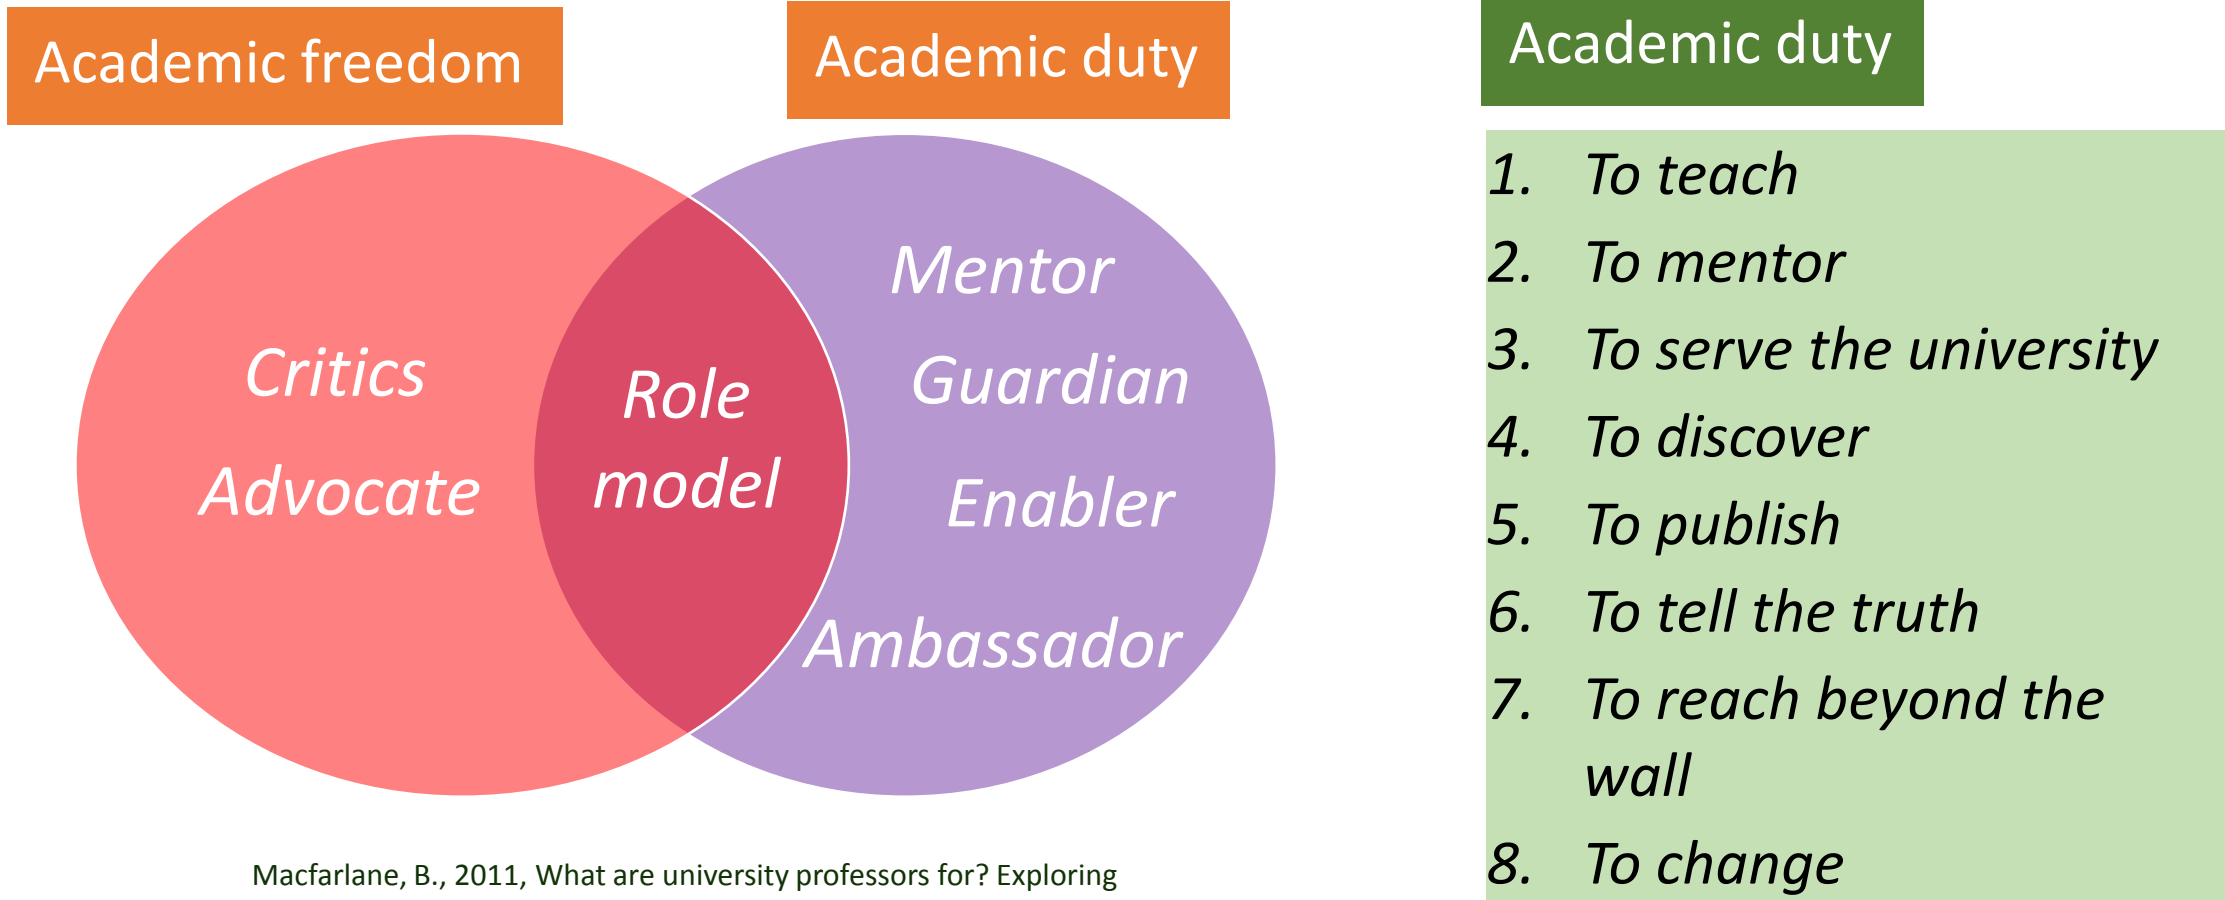 Academic freedom
Academic duty
Critics
Advocate
Role
model
Mentor
Guardian
Enabler
Ambassador
Macfarlane, B., 2011, What are university professors for? Exploring
Academic duty
1. To teach
2. To mentor
3. To serve the university
4. To discover
5. To publish
6. To tell the truth
7. To reach beyond the
wall
8. To change